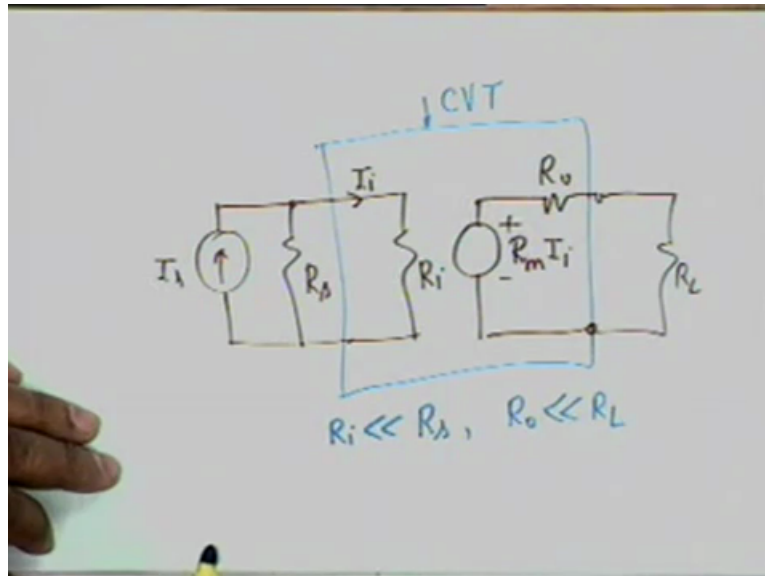 CVT
Ii
Ro
Is
Rs
Ri
+
RmIi
-
RL
Ri << Rs, Ro << RL